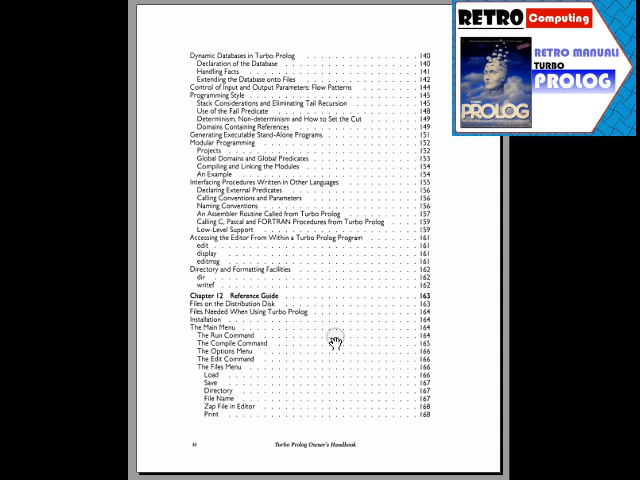 Dynamic Databases in Turbo Prolog 140
Declaration of the Database 140
Handling Facts 141
Extending the Database onto Files 142
Control of Input and Output Parameters: Flow Patterns 144
Programming Style 145
Stack Considerations and Eliminating Tail Recursion 145
Use of the Fail Predicate 148
Determinism, Non-determinism and How to Set the Cut 149
Domains Containing References 149
Generating Executable Stand-Alone Programs 151
Modular Programming 152
Projects 152
Global Domains and Global Predicates 153
Compiling and Linking the Modules 154
An Example 154
Interfacing Procedures Written in Other Languages 155
Declaring External Predicates 156
Calling Conventions and Parameters 156
Naming Conventions 156
An Assembler Routine Called from Turbo Prolog 157
Calling C, Pascal and FORTRAN Procedures from Turbo Prolog 159
Low-Level Support 159
Accessing the Editor From Within a Turbo Prolog Program 161
edit 161
display 161
editmsg 161
Directory and Formatting Facilities 162
dir 162
writef 162
Chapter 12 Reference Guide 163
Files on the Distribution Disk 163
Files Needed When Using Turbo Prolog 164
Installation 164
The Main Menu 164
The Run Command 164
The Compile Command 165
The Options Menu 166
The Edit Command 166
The Files Menu 166
Load 166
Save 167
Directory 167
File Name 167
Zap File in Editor 168
Print 168
Turbo Prolog Owner's Handbook
RETRO Computing
RETRO MANUALI
TURBO
PROLOG
PROLOG